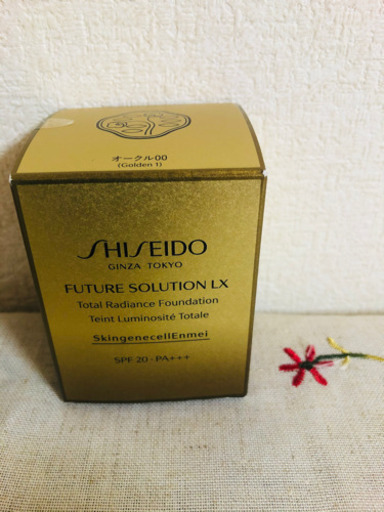 オークル00
(Golden 1)
SHISEIDO
GINZA TOKYO
FUTURE SOLUTION LX
Total Radiance Foundation
Teint Luminosité Totale
SkingenecellEnmei
SPF 20・PA+++